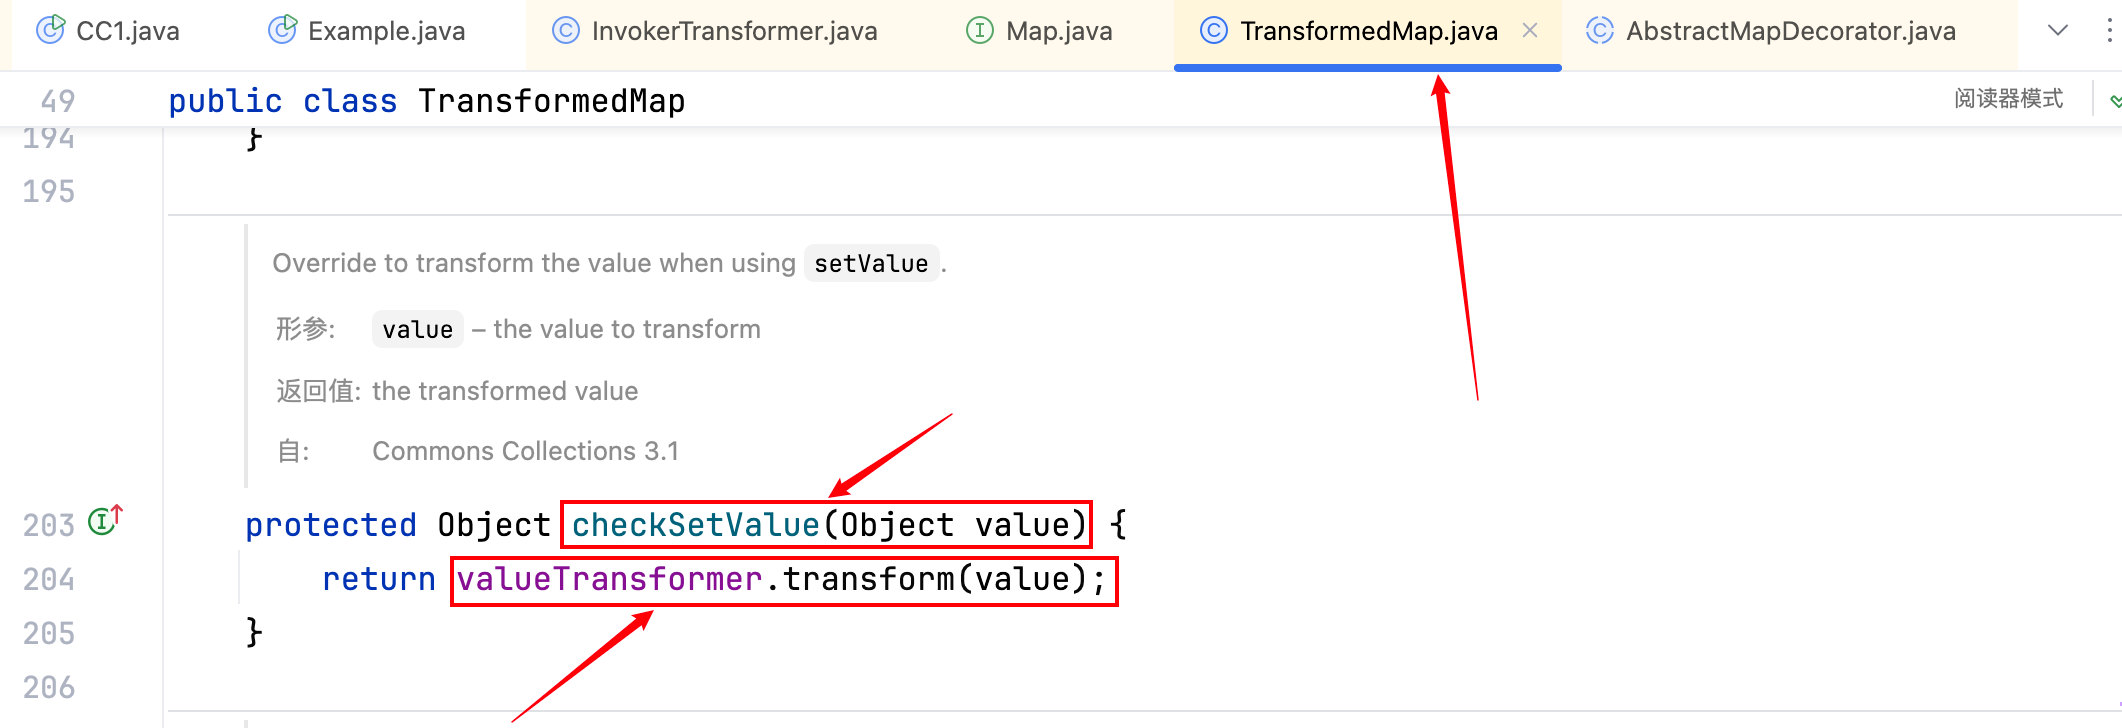 CC1.java Example.java InvokerTransformer.java Map.java TransformedMap.java AbstractMapDecorator.java
49 public class TransformedMap 阅读器模式
194 }
195
Override to transform the value when using setValue.
形参: value – the value to transform
返回值: the transformed value
自: Commons Collections 3.1
203 protected Object checkSetValue(Object value) {
204 return valueTransformer.transform(value);
205 }
206